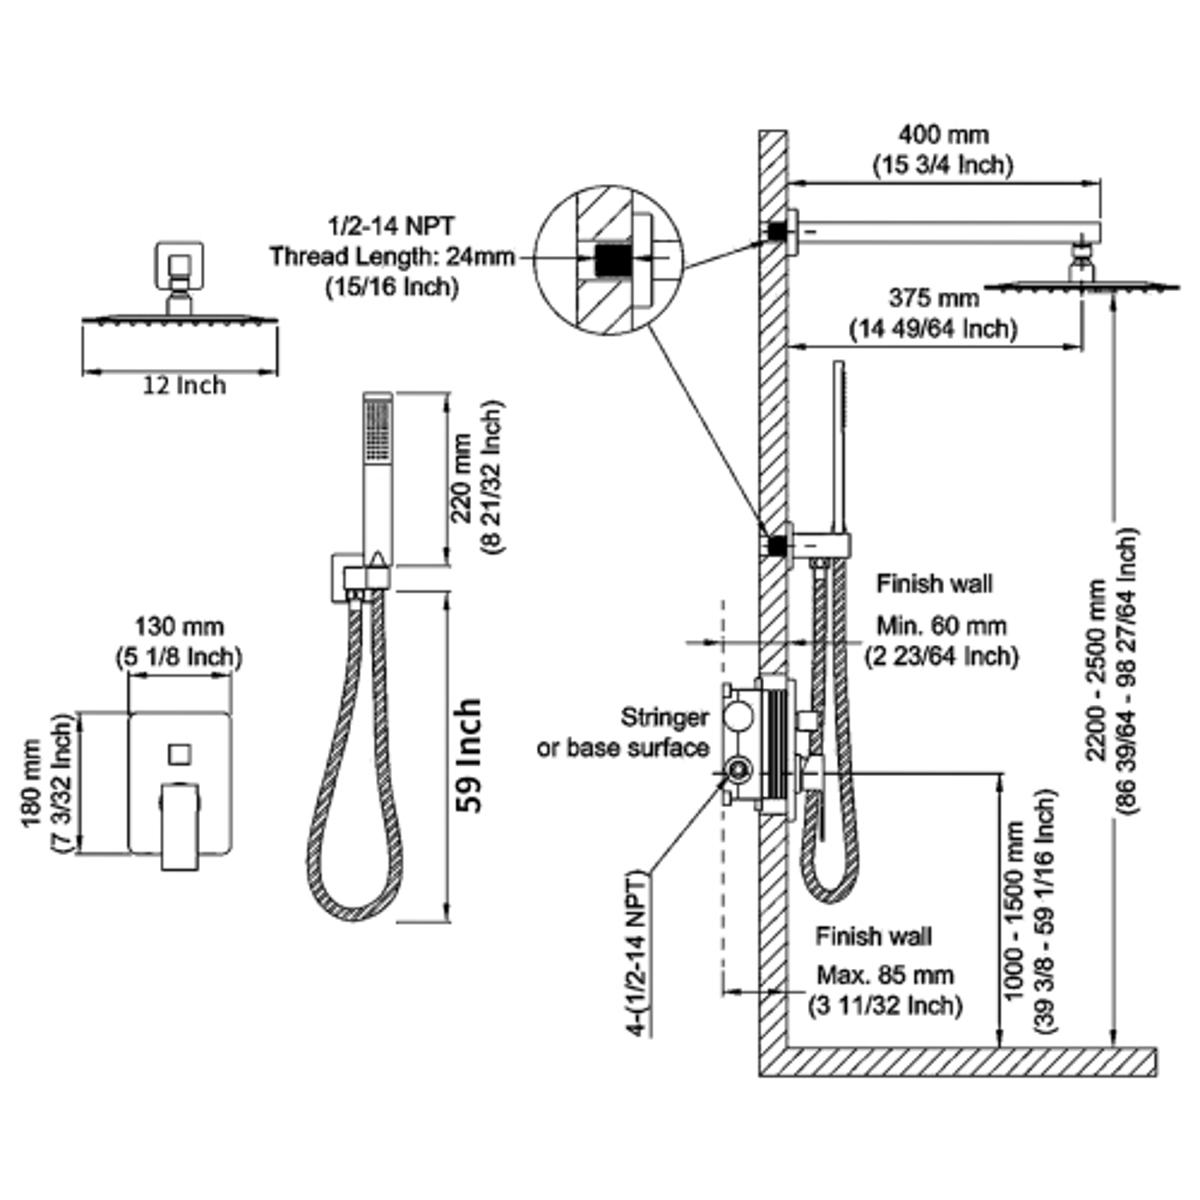 400 mm
(15 3/4 Inch)
1/2-14 NPT
Thread Length: 24mm
(15/16 Inch)
375 mm
(14 49/64 Inch)
12 Inch
220 mm
(8 21/32 Inch)
59 Inch
130 mm
(5 1/8 Inch)
180 mm
(7 3/32 Inch)
Finish wall
Min. 60 mm
(2 23/64 Inch)
Stringer
or base surface
4-(1/2-14 NPT)
Finish wall
Max. 85 mm
(3 11/32 Inch)
1000 - 1500 mm
(39 3/8 - 59 1/16 Inch)
2200 - 2500 mm
(86 39/64 - 98 27/64 Inch)